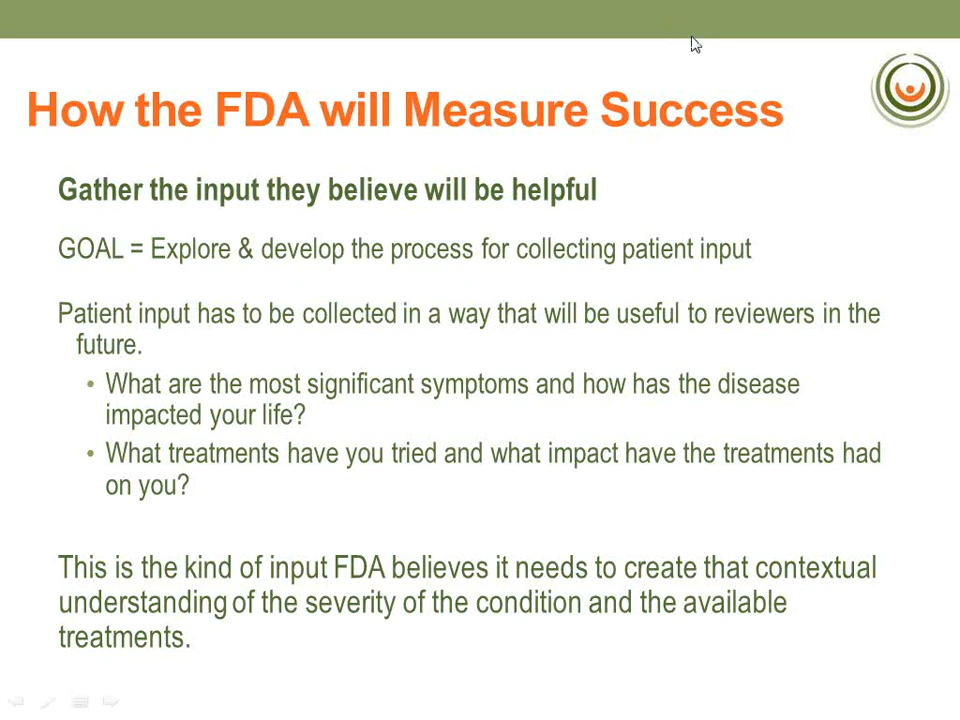 How the FDA will Measure Success
Gather the input they believe will be helpful
GOAL = Explore & develop the process for collecting patient input
Patient input has to be collected in a way that will be useful to reviewers in the
future.
• What are the most significant symptoms and how has the disease
impacted your life?
• What treatments have you tried and what impact have the treatments had
on you?
This is the kind of input FDA believes it needs to create that contextual
understanding of the severity of the condition and the available
treatments.